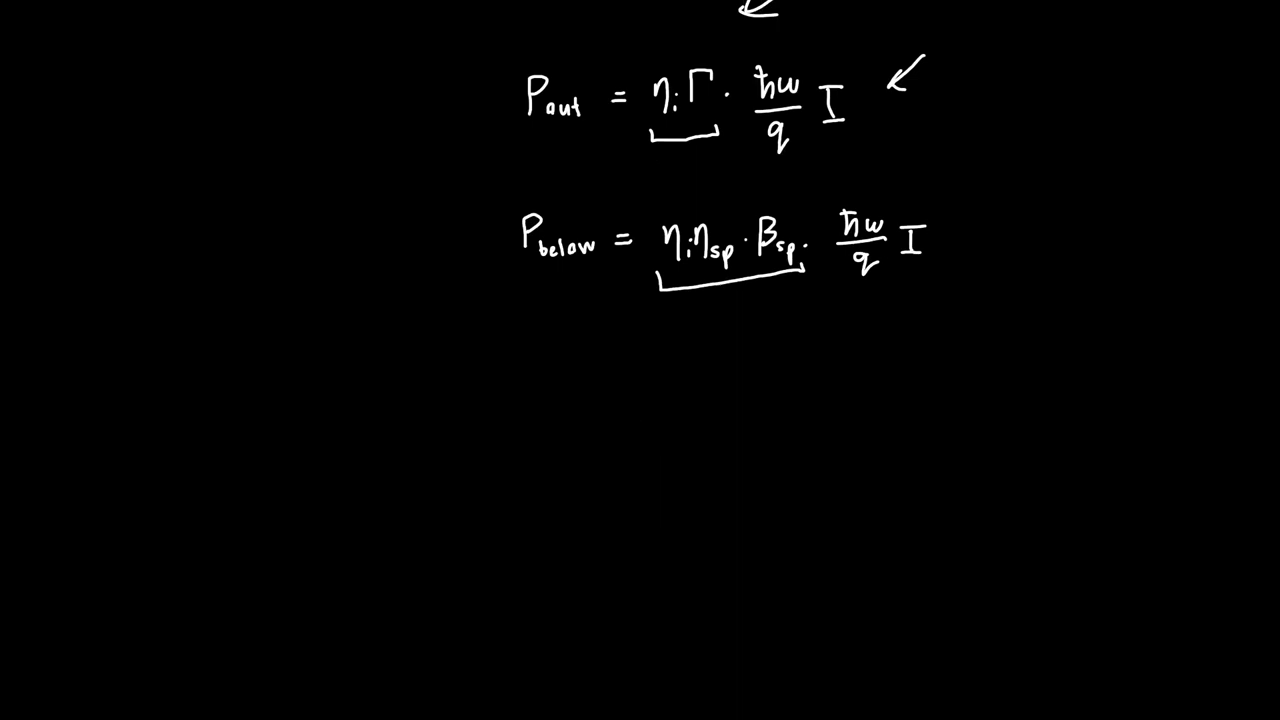 P_out = η_i Γ · ħω/q I
P_below = η_i η_sp · β_sp · ħω/q I